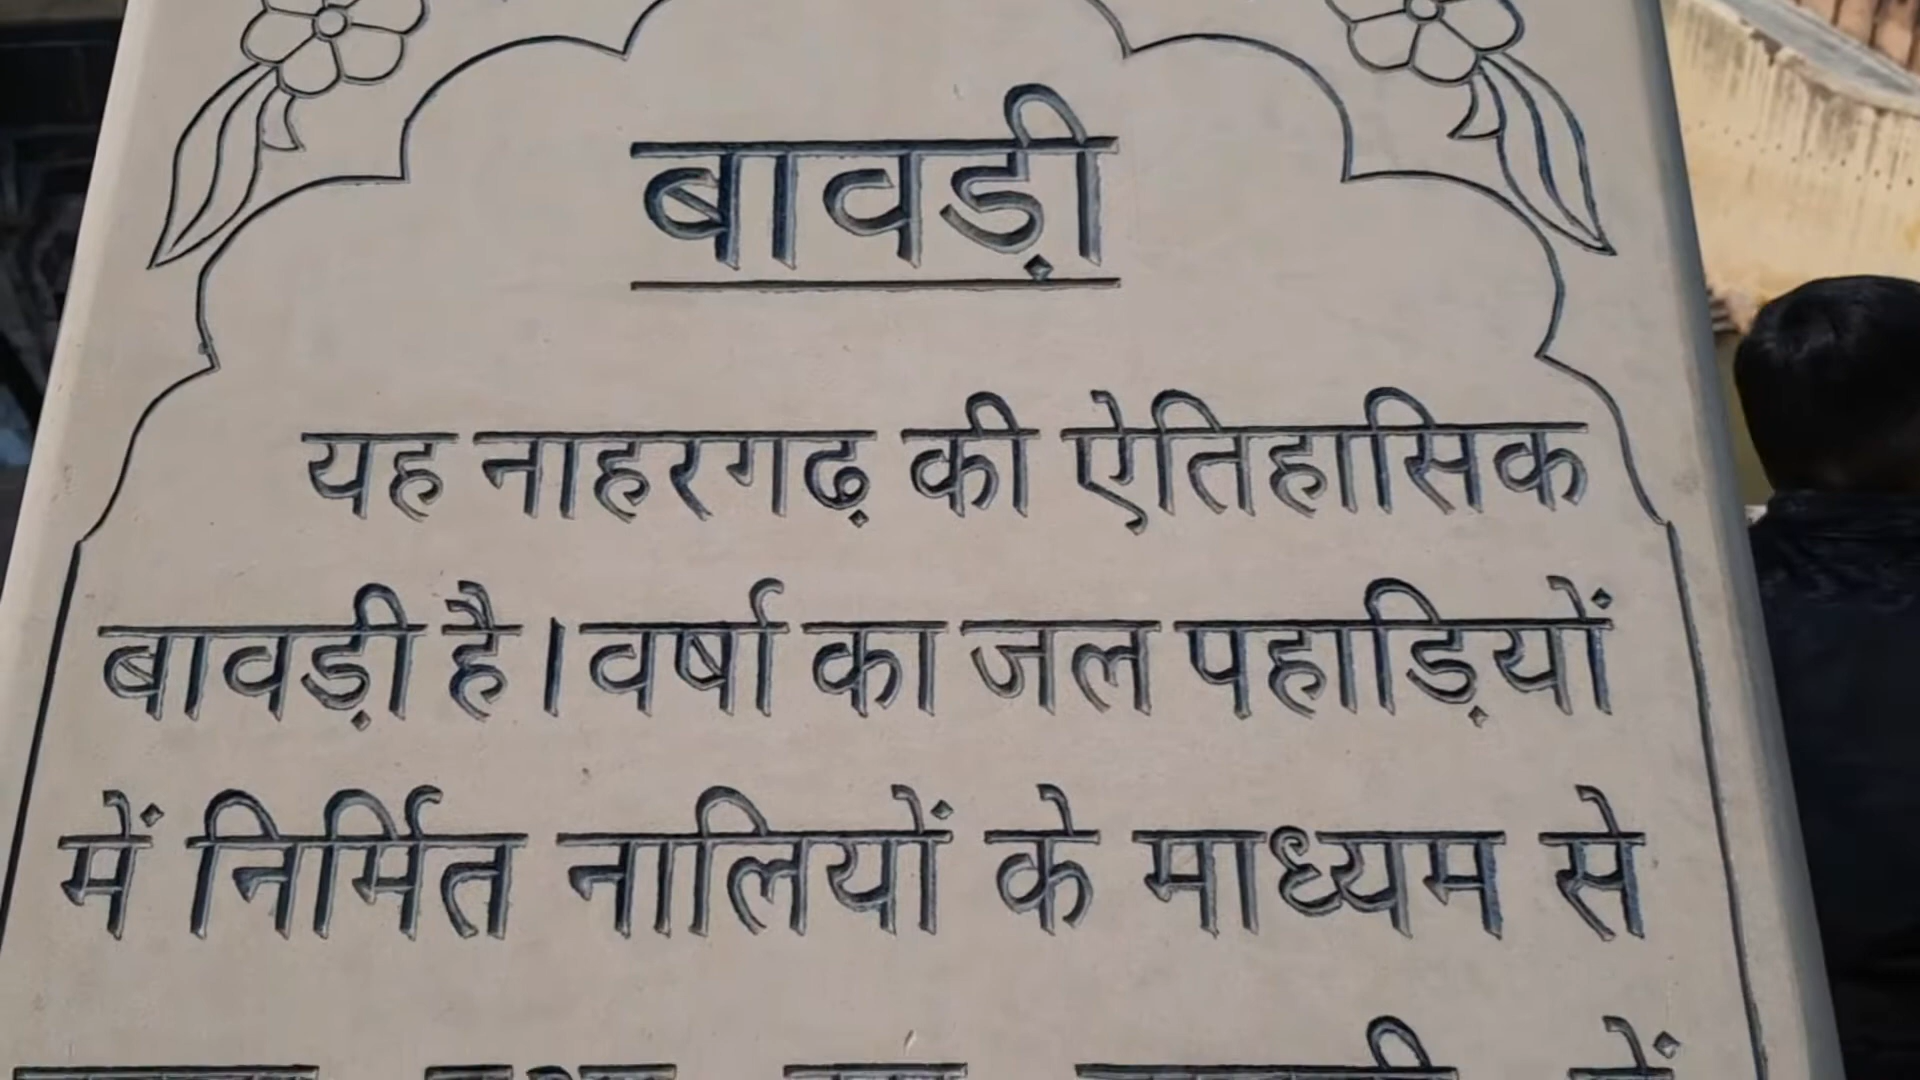 बावड़ी
यह नाहरगढ़ की ऐतिहासिक
बावड़ी है। वर्षा का जल पहाड़ियों
में निर्मित नालियों के माध्यम से